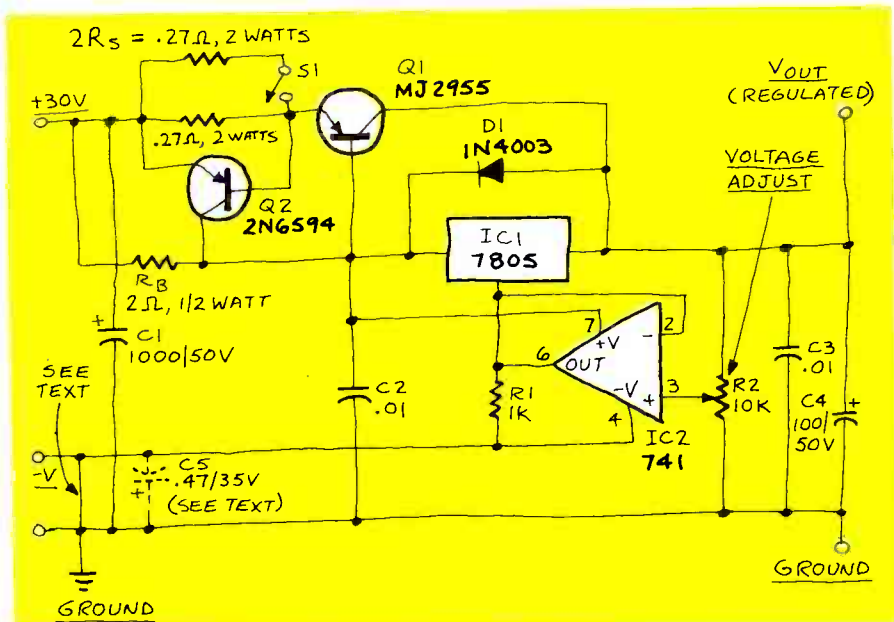 2RS = .27Ω, 2 WATTS
S1
Q1
MJ2955
VOUT
(REGULATED)
+30V
.27Ω, 2 WATTS
D1
1N4003
VOLTAGE
ADJUST
Q2
2N6594
IC1
7805
RB
2Ω, 1/2 WATT
C1
1000/50V
+
7
+V
2
-
6
OUT
-V
+
3
4
R2
10K
C3
.01
C4
100/
50V
+
SEE
TEXT
C2
.01
R1
1K
IC2
741
-V
C5
.47/35V
(SEE TEXT)
+
GROUND
GROUND